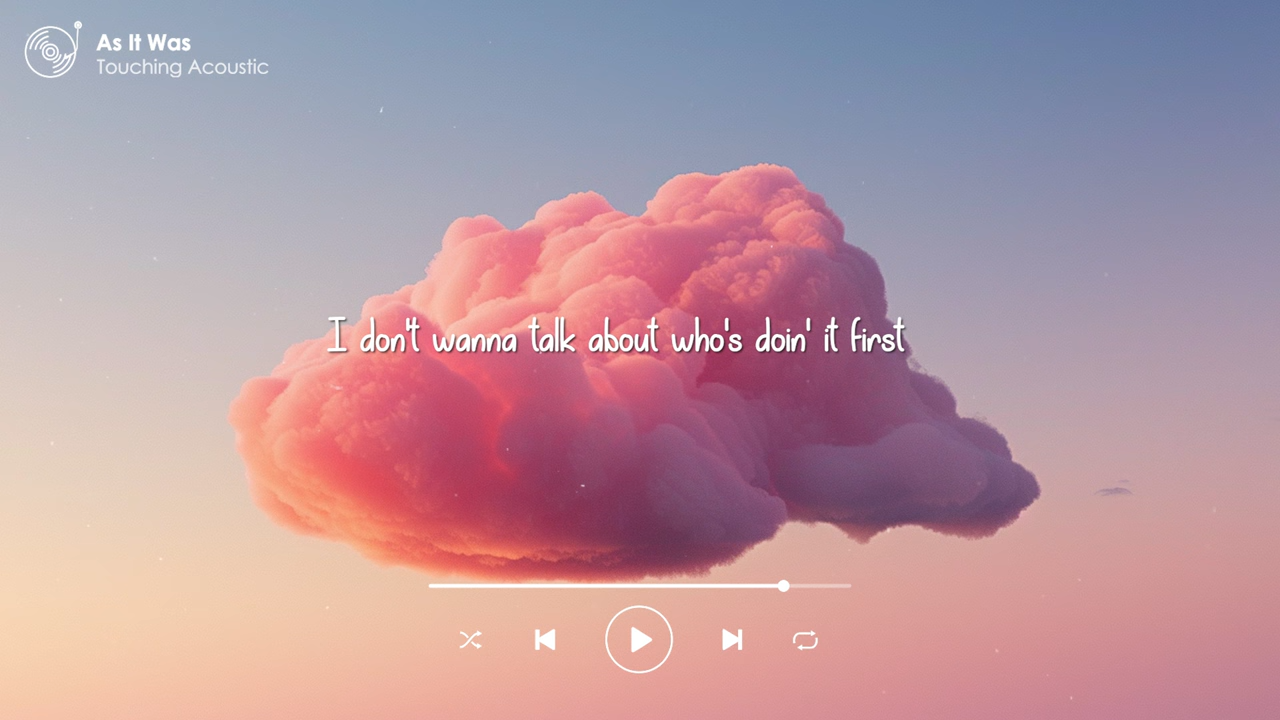 As It Was
Touching Acoustic
I don't wanna talk about who's doin' it first